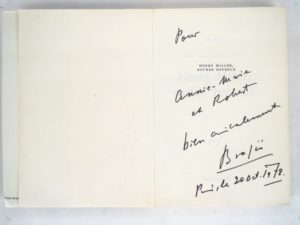 Pour
HENRY MILLER,
ROCHER HEUREUX
Annie-Marie
et Robert
bien amicalement
Brassaï
Paris, le 20 Oct. 1978.